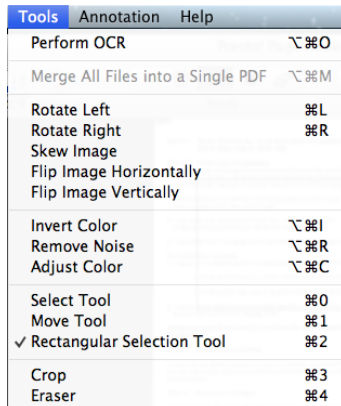 Tools Annotation Help
Perform OCR ⌥⌘O
Merge All Files into a Single PDF ⌥⌘M
Rotate Left ⌘L
Rotate Right ⌘R
Skew Image
Flip Image Horizontally
Flip Image Vertically
Invert Color ⌥⌘I
Remove Noise ⌥⌘R
Adjust Color ⌥⌘C
Select Tool ⌘0
Move Tool ⌘1
✓ Rectangular Selection Tool ⌘2
Crop ⌘3
Eraser ⌘4